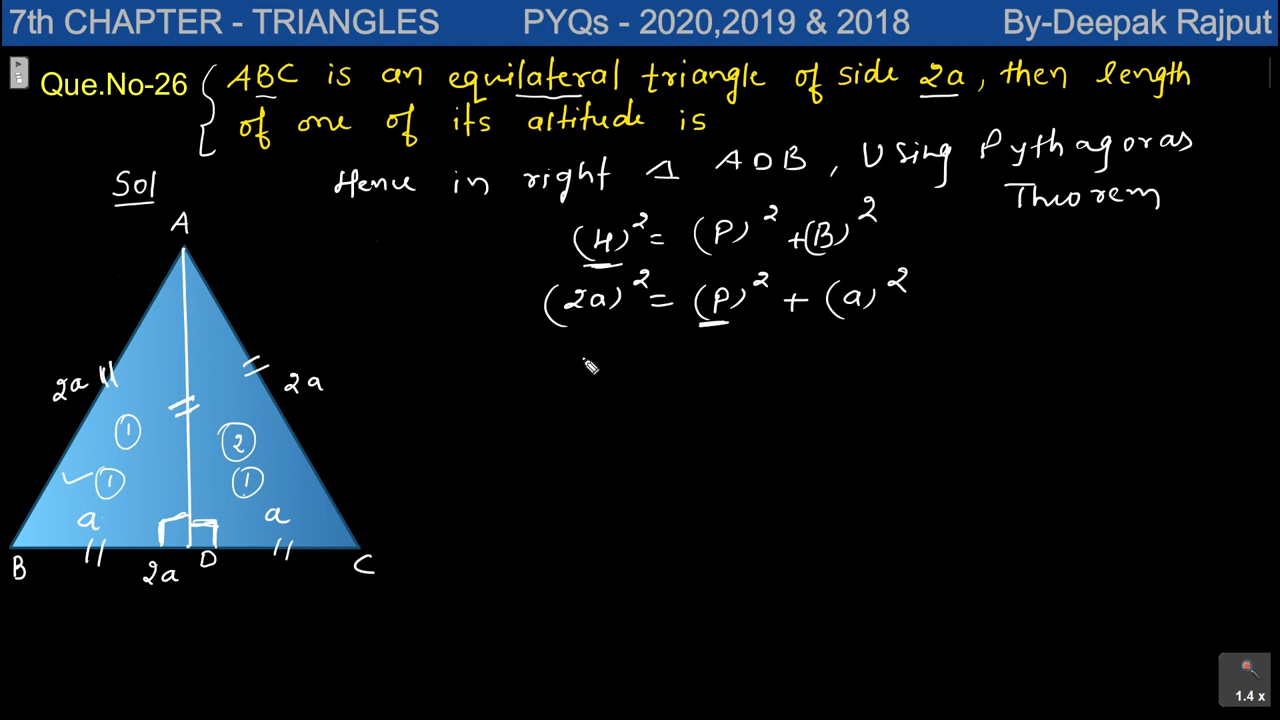 7th CHAPTER - TRIANGLES PYQs - 2020,2019 & 2018 By-Deepak Rajput
Que.No-26 ABC is an equilateral triangle of side 2a, then length
of one of its altitude is
Sol
Hence in right Δ ADB, Using Pythagoras
Theorem
(H)² = (P)² + (B)²
(2a)² = (P)² + (a)²
A
2a
2a
1
2
1
1
a
a
B
2a
D
C
1.4 x